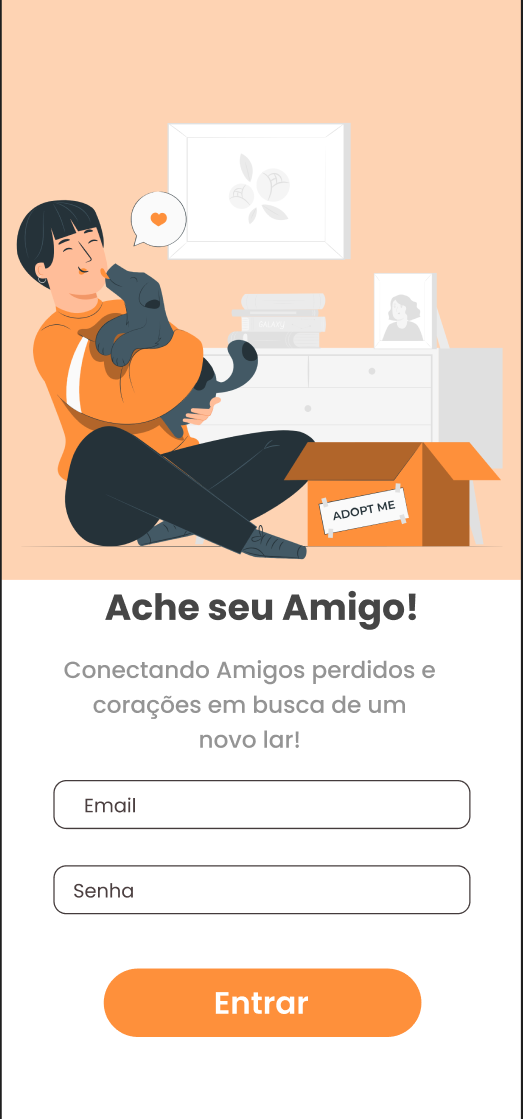 ADOPT ME
Ache seu Amigo!
Conectando Amigos perdidos e
corações em busca de um
novo lar!
Email
Senha
Entrar